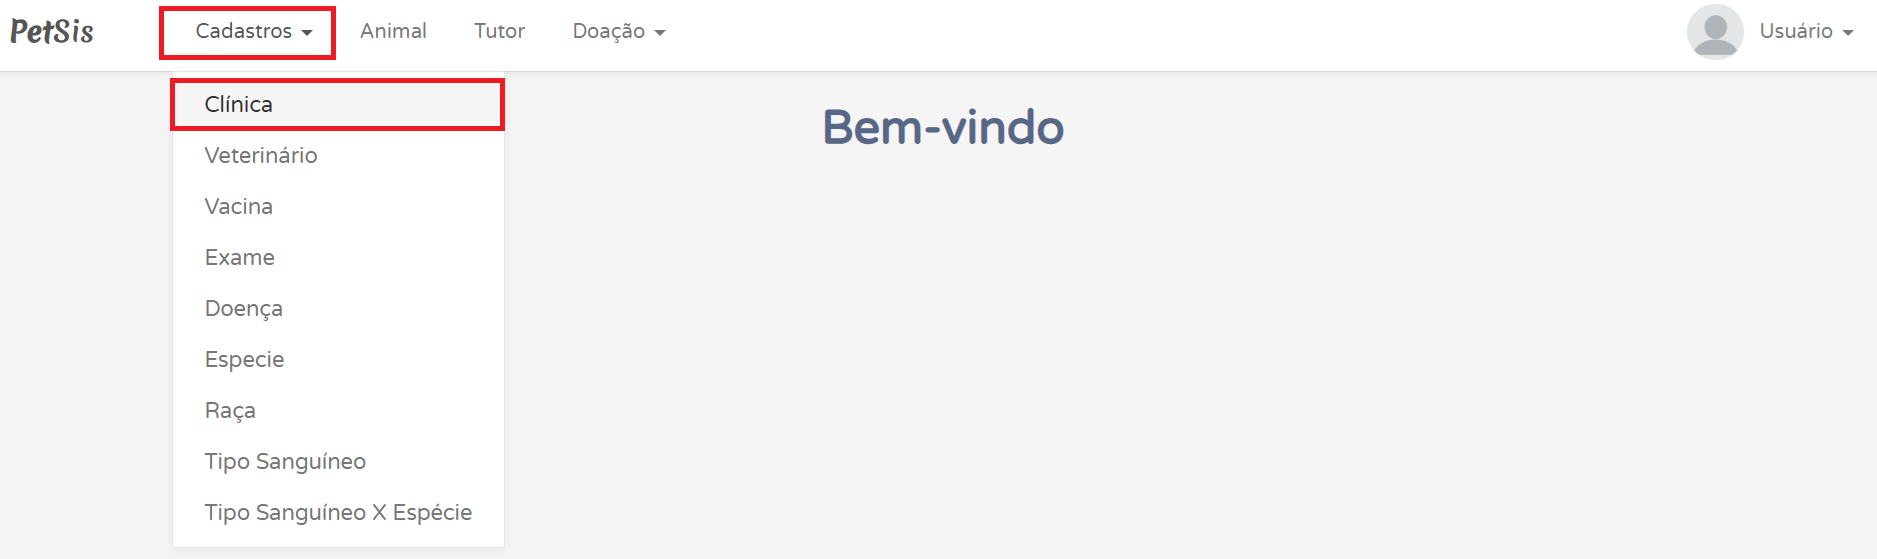 PetSis Cadastros Animal Tutor Doação Usuário
Clínica
Bem-vindo
Veterinário
Vacina
Exame
Doença
Especie
Raça
Tipo Sanguíneo
Tipo Sanguíneo X Espécie